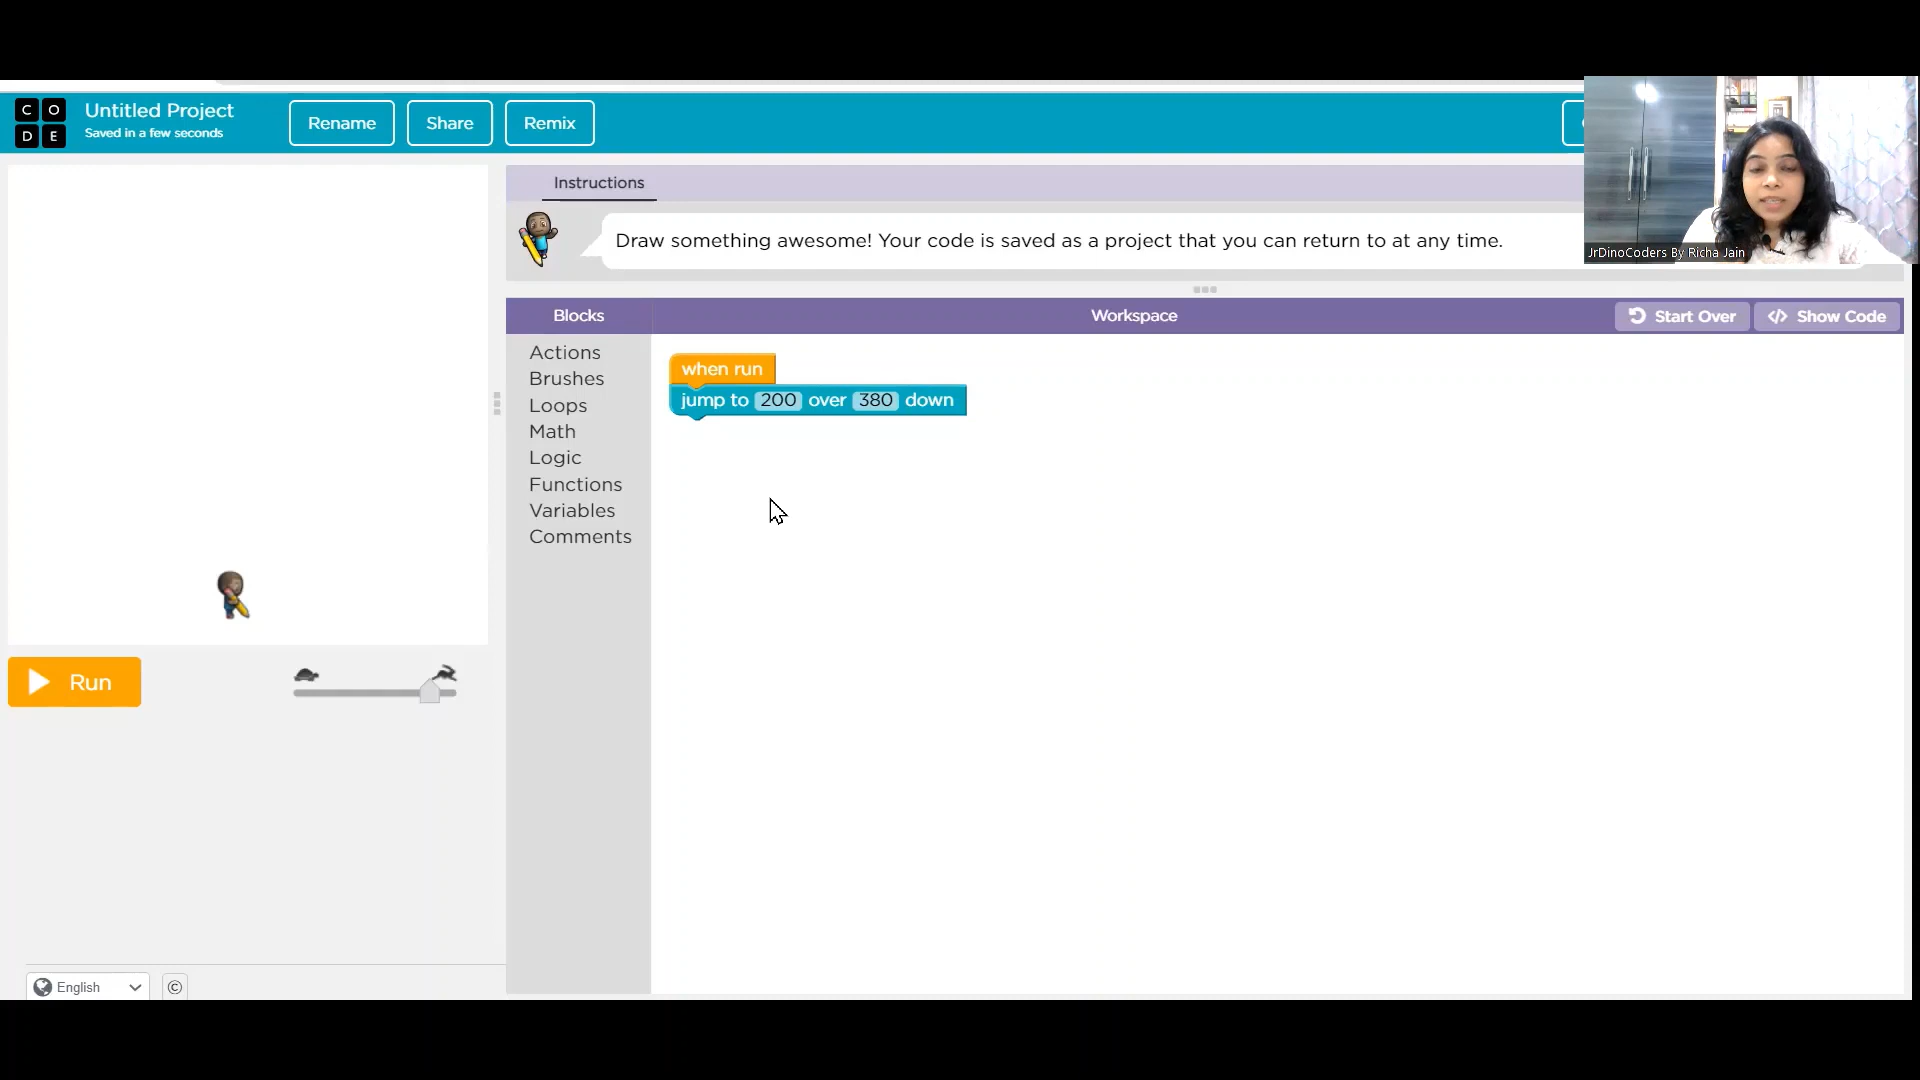 C O
D E
Untitled Project
Saved in a few seconds
Rename
Share
Remix
JrDinoCoders By Richa Jain
Instructions
Draw something awesome! Your code is saved as a project that you can return to at any time.
Blocks
Workspace
Start Over
</> Show Code
Actions
Brushes
Loops
Math
Logic
Functions
Variables
Comments
when run
jump to 200 over 380 down
Run
English
©